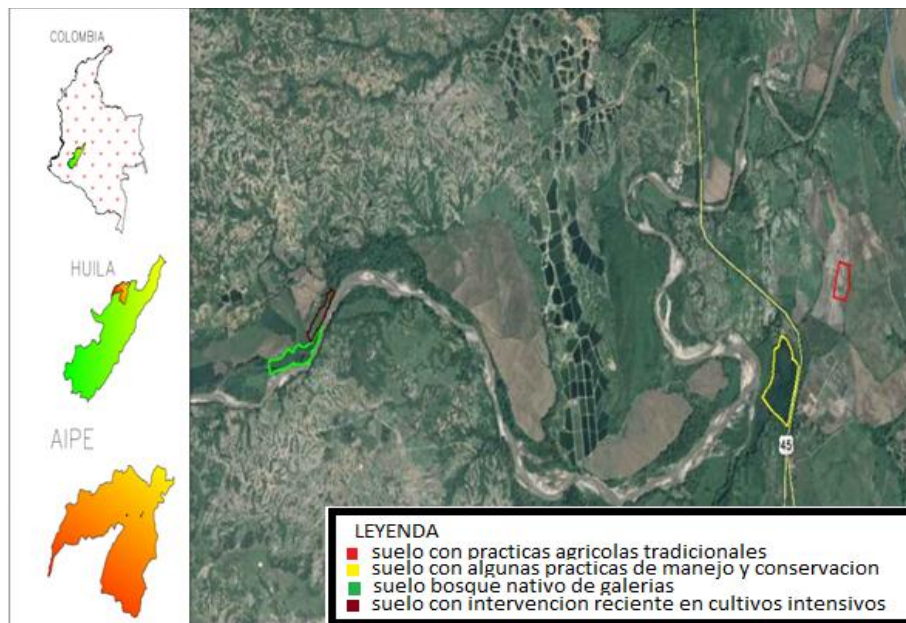 COLOMBIA
HUILA
AIPE
45
LEYENDA
suelo con practicas agricolas tradicionales
suelo con algunas practicas de manejo y conservacion
suelo bosque nativo de galerias
suelo con intervencion reciente en cultivos intensivos